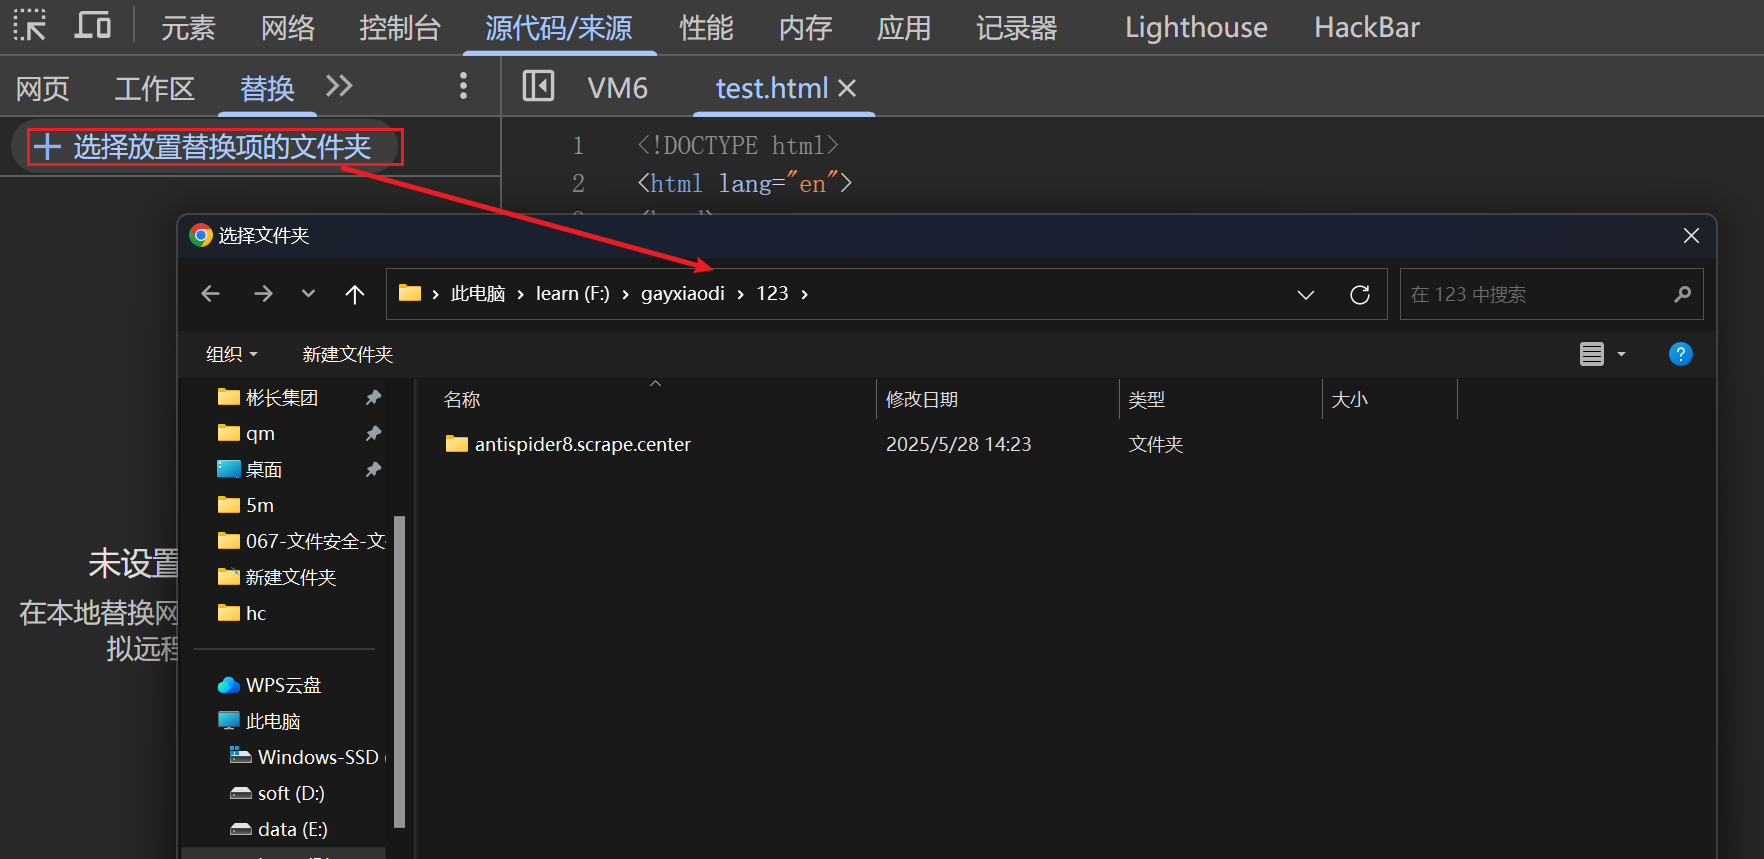 元素 网络 控制台 源代码/来源 性能 内存 应用 记录器 Lighthouse HackBar
网页 工作区 替换 VM6 test.html
选择放置替换项的文件夹
1 <!DOCTYPE html>
2 <html lang="en">
选择文件夹
此电脑 › learn (F:) › gayxiaodi › 123 ›
在 123 中搜索
组织 新建文件夹
名称 修改日期 类型 大小
antispider8.scrape.center 2025/5/28 14:23 文件夹
彬长集团
qm
桌面
5m
067-文件安全-文
新建文件夹
hc
WPS云盘
此电脑
Windows-SSD
soft (D:)
data (E:)
未设置
在本地替换网
拟远程